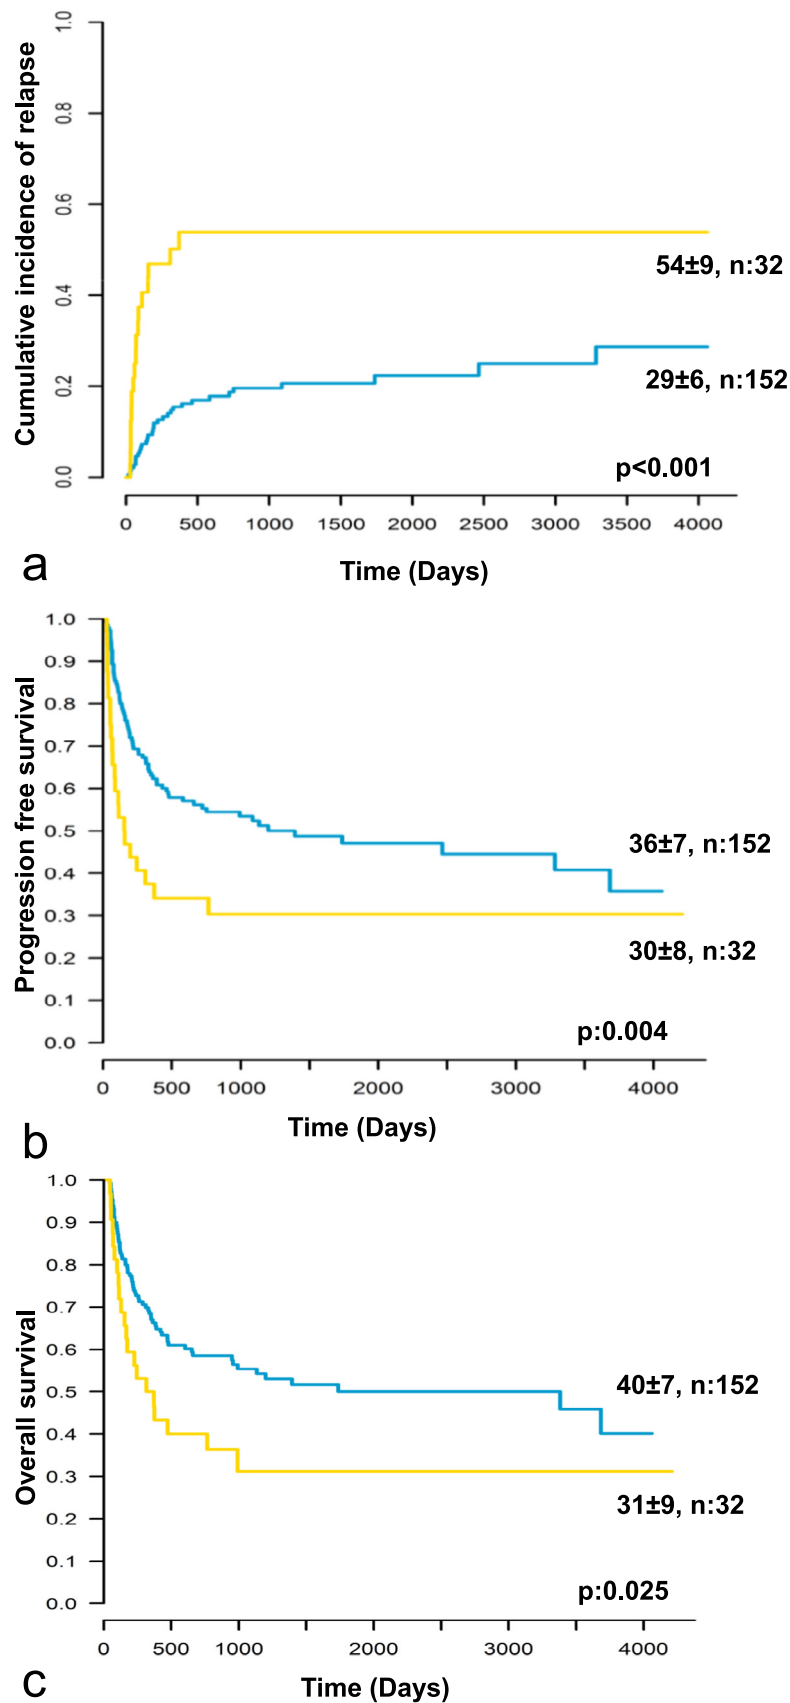 Cumulative incidence of relapse
1.0
0.8
0.6
0.4
0.2
0.0
54±9, n:32
29±6, n:152
p<0.001
0 500 1000 1500 2000 2500 3000 3500 4000
Time (Days)
a
Progression free survival
1.0
0.9
0.8
0.7
0.6
0.5
0.4
0.3
0.2
0.1
0.0
36±7, n:152
30±8, n:32
p:0.004
0 500 1000 2000 3000 4000
Time (Days)
b
Overall survival
1.0
0.9
0.8
0.7
0.6
0.5
0.4
0.3
0.2
0.1
0.0
40±7, n:152
31±9, n:32
p:0.025
0 500 1000 2000 3000 4000
Time (Days)
c